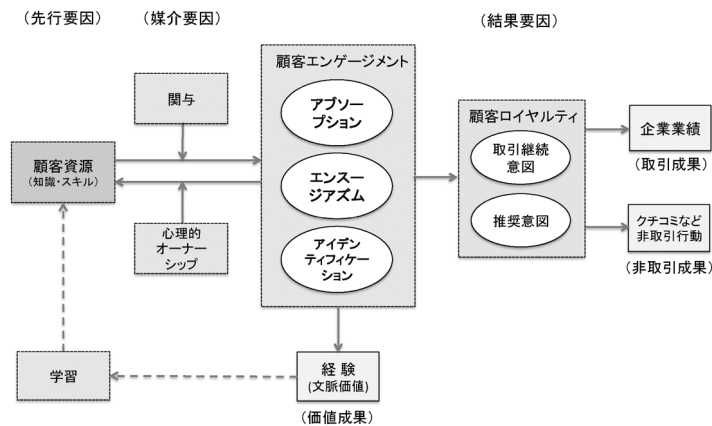 (先行要因)
(媒介要因)
(結果要因)
関与
顧客資源
(知識・スキル)
心理的
オーナー
シップ
顧客エンゲージメント
アブソー
プション
エンスー
ジアズム
アイデン
ティフィケー
ション
顧客ロイヤルティ
取引継続
意図
推奨意図
企業業績
(取引成果)
クチコミなど
非取引行動
(非取引成果)
学習
経 験
(文脈価値)
(価値成果)